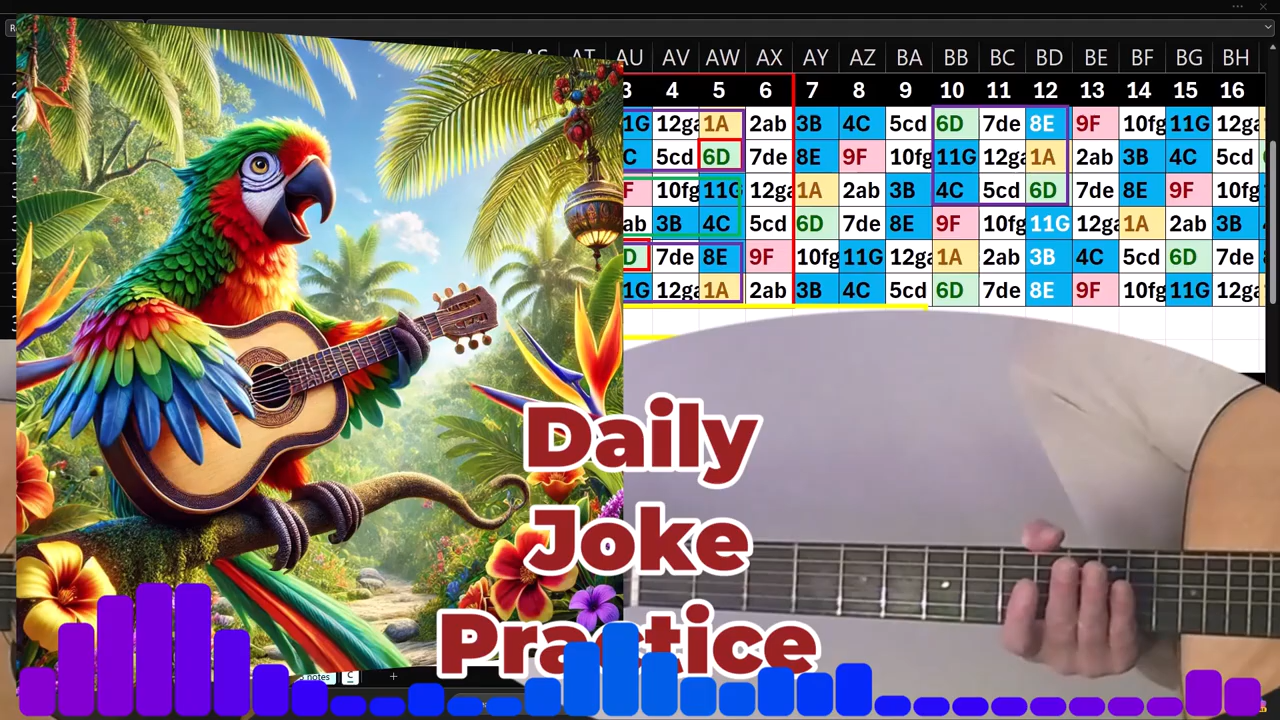 AU AV AW AX AY AZ BA BB BC BD BE BF BG BH
3 4 5 6 7 8 9 10 11 12 13 14 15 16
1G 12ga 1A 2ab 3B 4C 5cd 6D 7de 8E 9F 10fg 11G 12ga
C 5cd 6D 7de 8E 9F 10fg 11G 12ga 1A 2ab 3B 4C 5cd
F 10fg 11G 12ga 1A 2ab 3B 4C 5cd 6D 7de 8E 9F 10fg
ab 3B 4C 5cd 6D 7de 8E 9F 10fg 11G 12ga 1A 2ab 3B
D 7de 8E 9F 10fg 11G 12ga 1A 2ab 3B 4C 5cd 6D 7de
1G 12ga 1A 2ab 3B 4C 5cd 6D 7de 8E 9F 10fg 11G 12ga
Daily
Joke
Practice
notes C +